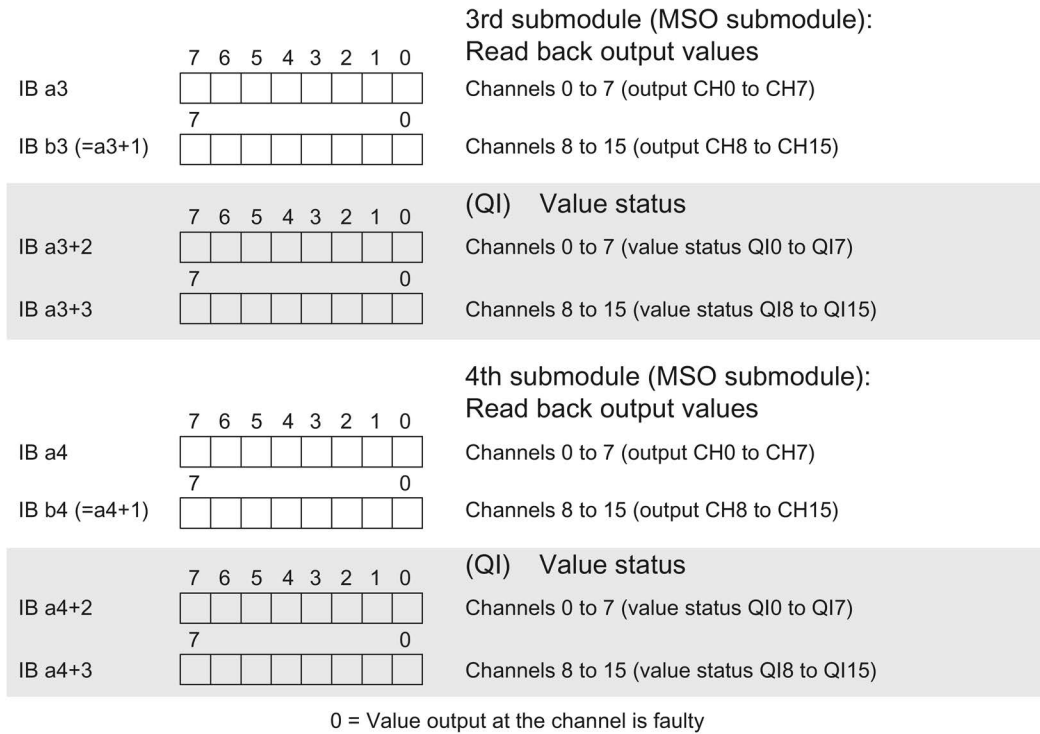 3rd submodule (MSO submodule):
Read back output values
7 6 5 4 3 2 1 0
IB a3 Channels 0 to 7 (output CH0 to CH7)
7 0
IB b3 (=a3+1) Channels 8 to 15 (output CH8 to CH15)
(QI) Value status
7 6 5 4 3 2 1 0
IB a3+2 Channels 0 to 7 (value status QI0 to QI7)
7 0
IB a3+3 Channels 8 to 15 (value status QI8 to QI15)
4th submodule (MSO submodule):
Read back output values
7 6 5 4 3 2 1 0
IB a4 Channels 0 to 7 (output CH0 to CH7)
7 0
IB b4 (=a4+1) Channels 8 to 15 (output CH8 to CH15)
(QI) Value status
7 6 5 4 3 2 1 0
IB a4+2 Channels 0 to 7 (value status QI0 to QI7)
7 0
IB a4+3 Channels 8 to 15 (value status QI8 to QI15)
0 = Value output at the channel is faulty